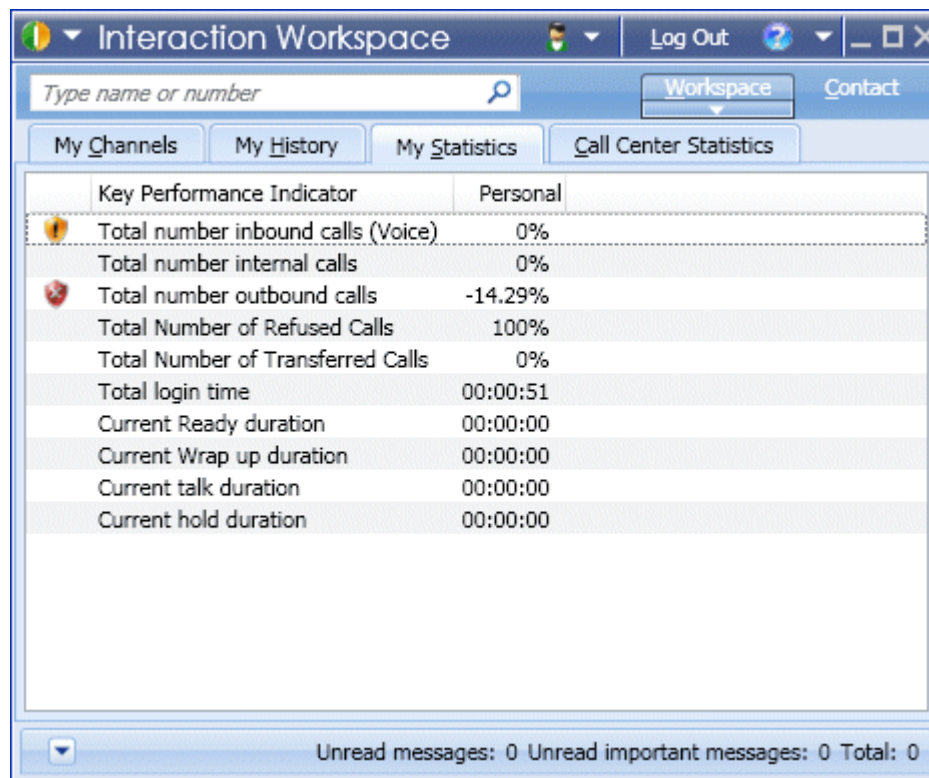 Interaction Workspace Log Out
Type name or number Workspace Contact
My Channels My History My Statistics Call Center Statistics
Key Performance Indicator Personal
Total number inbound calls (Voice) 0%
Total number internal calls 0%
Total number outbound calls -14.29%
Total Number of Refused Calls 100%
Total Number of Transferred Calls 0%
Total login time 00:00:51
Current Ready duration 00:00:00
Current Wrap up duration 00:00:00
Current talk duration 00:00:00
Current hold duration 00:00:00
Unread messages: 0 Unread important messages: 0 Total: 0